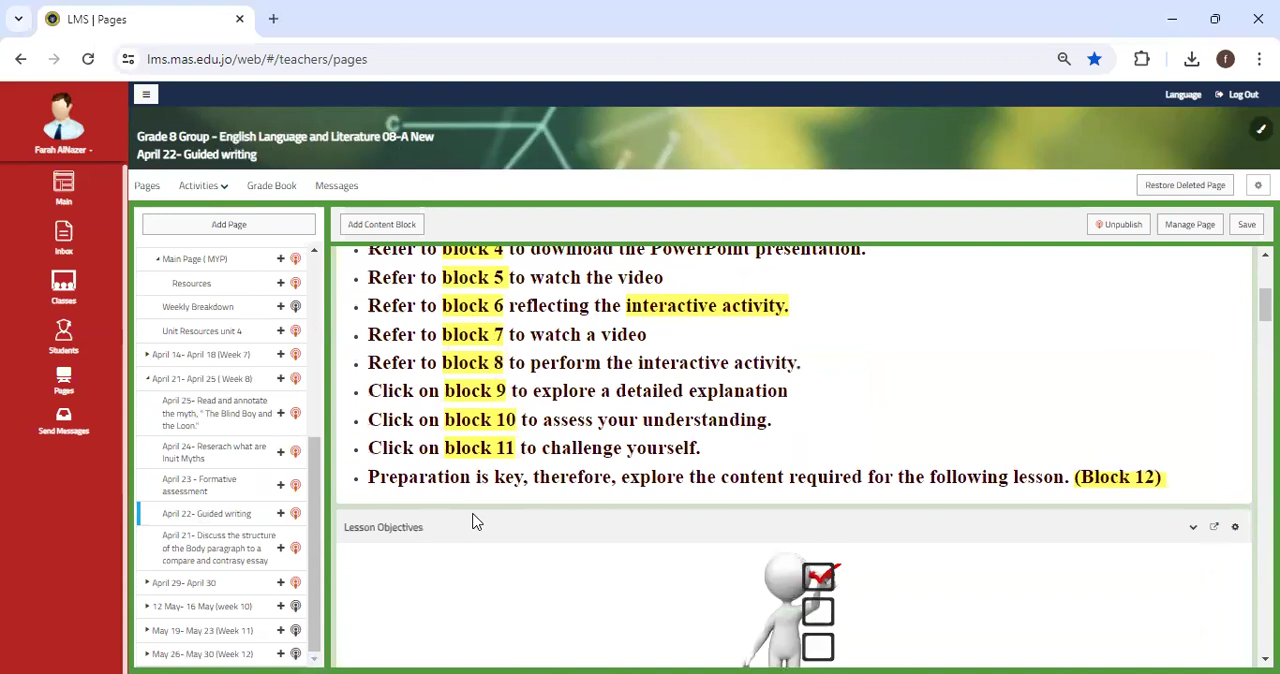 LMS | Pages
lms.mas.edu.jo/web/#/teachers/pages
f
Language Log Out
Farah AlNazer
Main
Inbox
Classes
Students
Pages
Send Messages
Grade 8 Group - English Language and Literature 08-A New
April 22- Guided writing
Pages Activities Grade Book Messages
Restore Deleted Page
Add Page
Add Content Block
Unpublish
Manage Page
Save
Main Page ( MYP)
Resources
Weekly Breakdown
Unit Resources unit 4
April 14- April 18 (Week 7)
April 21- April 25 ( Week 8)
April 25- Read and annotate
the myth, " The Blind Boy and
the Loon."
April 24- Reserach what are
Inuit Myths
April 23 - Formative
assessment
April 22- Guided writing
April 21- Discuss the structure
of the Body paragraph to a
compare and contrasy essay
April 29- April 30
12 May- 16 May (week 10)
May 19- May 23 (Week 11)
May 26- May 30 (Week 12)
Refer to block 4 to download the PowerPoint presentation.
Refer to block 5 to watch the video
Refer to block 6 reflecting the interactive activity.
Refer to block 7 to watch a video
Refer to block 8 to perform the interactive activity.
Click on block 9 to explore a detailed explanation
Click on block 10 to assess your understanding.
Click on block 11 to challenge yourself.
Preparation is key, therefore, explore the content required for the following lesson. (Block 12)
Lesson Objectives